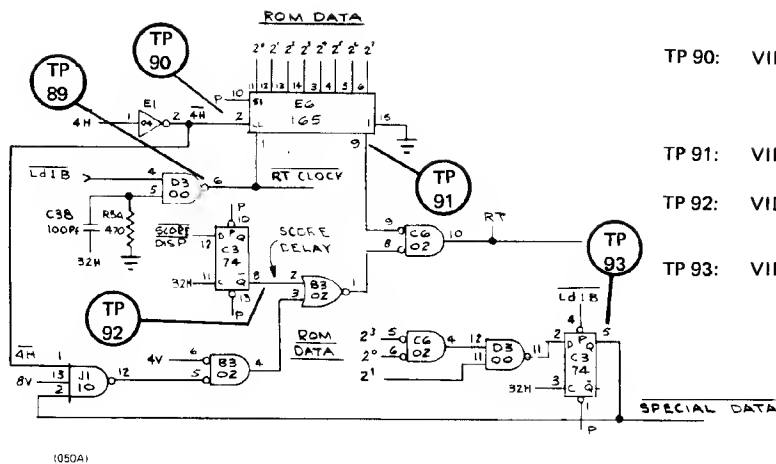 ROM DATA
2⁰ 2¹ 2² 2³ 2⁴ 2⁵ 2⁶ 2⁷
TP 90: VII
TP 90
TP 89
11 12 13 14 3 4 5 6
P 10 SI
E6
165
4H 1 E1 04 2 4H 2 CL
1 15
1 9
TP 91: VII
TP 91
Ld1B 4
5 D3 00 6 RT CLOCK
TP 92: VII
C38 100PF
R34 470
32H
P
10
SCORE DISP 12 D P Q
C3
74
32H 11 C Q 8
13
P
SCORE DELAY
2
3 B3 02 1
9
8 C6 02 10
RT
TP 93
TP 93: VII
TP 92
Ld1B
4
ROM DATA
2³ 5
2⁰ 6 C6 02 4 12
2¹ 11 D3 00 11
2 D P Q 5
C3
74
32H 3 C Q
1
P
4H 1
8V 13
2 J1 10 12
4V 6
5 B3 02 4
SPECIAL DATA
(050A)